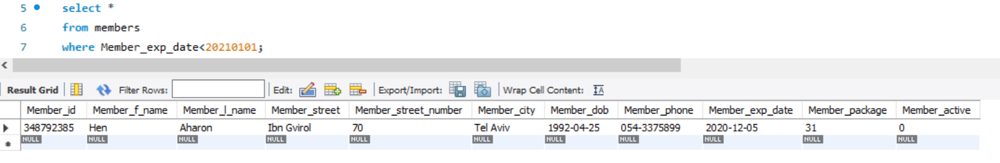 5 select *
6 from members
7 where Member_exp_date<20210101;
Result Grid Filter Rows: Edit: Export/Import: Wrap Cell Content: IA
Member_id Member_f_name Member_l_name Member_street Member_street_number Member_city Member_dob Member_phone Member_exp_date Member_package Member_active
348792385 Hen Aharon Ibn Gvirol 70 Tel Aviv 1992-04-25 054-3375899 2020-12-05 31 0
NULL NULL NULL NULL NULL NULL NULL NULL NULL NULL NULL